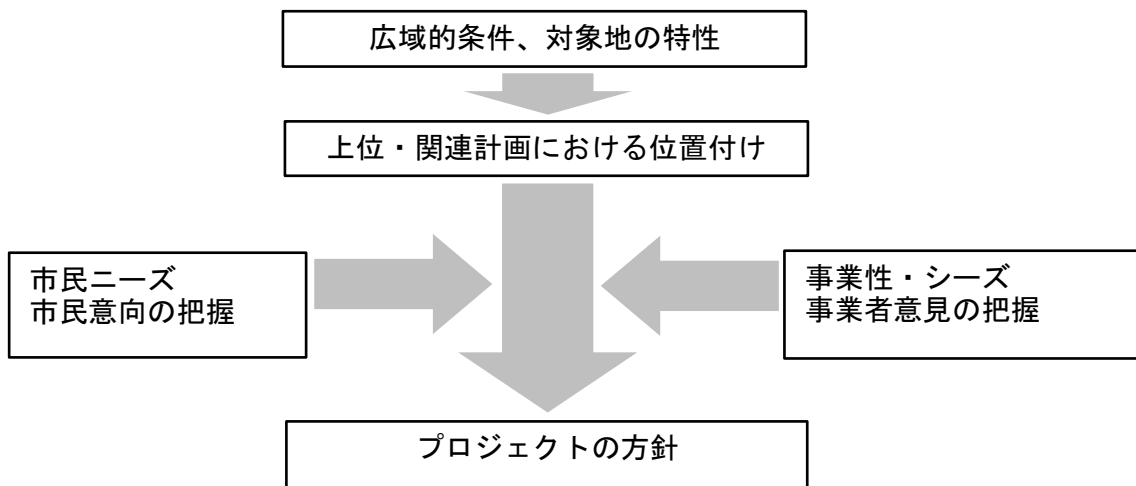 広域的条件、対象地の特性
上位・関連計画における位置付け
市民ニーズ
市民意向の把握
事業性・シーズ
事業者意見の把握
プロジェクトの方針